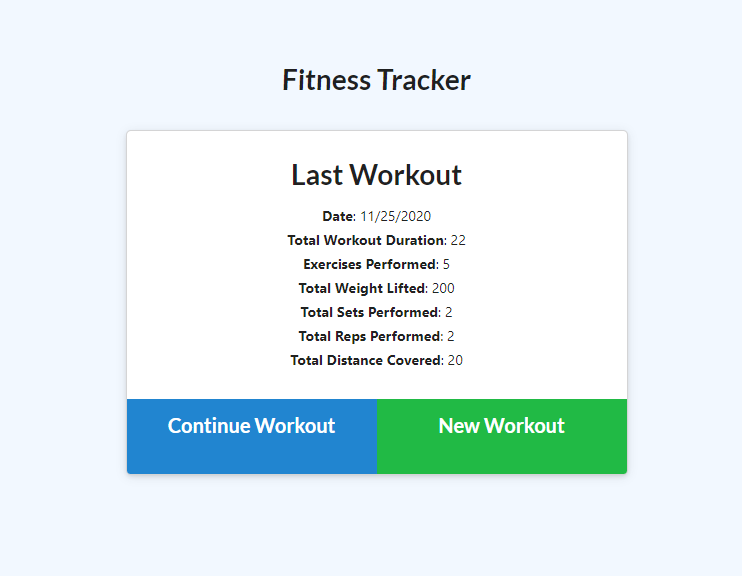 Fitness Tracker
Last Workout
Date: 11/25/2020
Total Workout Duration: 22
Exercises Performed: 5
Total Weight Lifted: 200
Total Sets Performed: 2
Total Reps Performed: 2
Total Distance Covered: 20
Continue Workout
New Workout